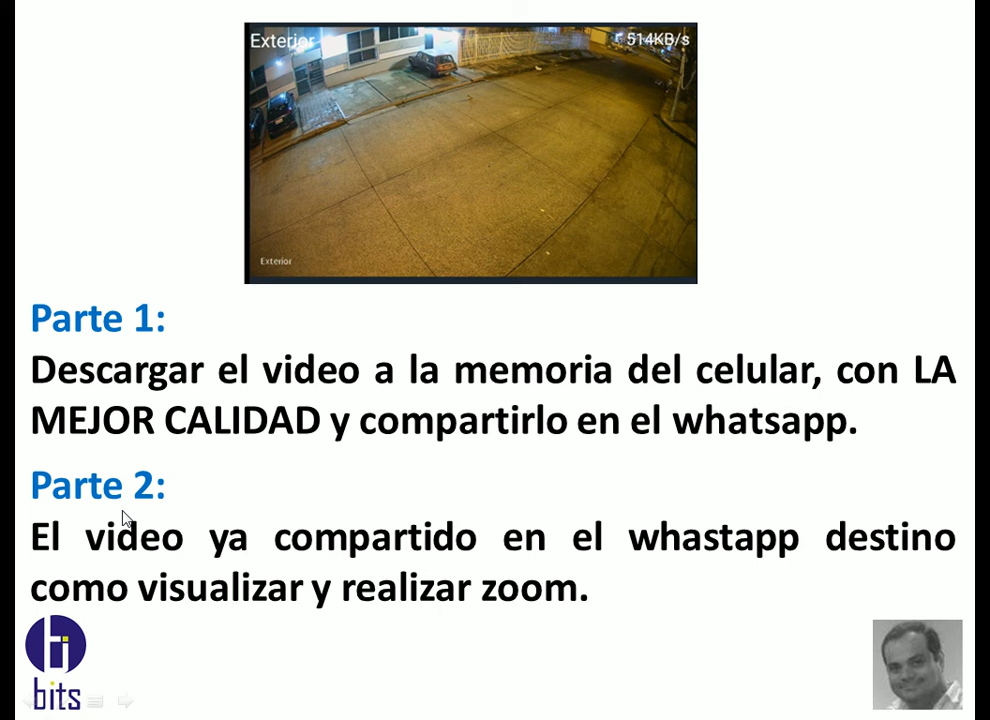 Exterior
514KB/s
Exterior
Parte 1:
Descargar el video a la memoria del celular, con LA
MEJOR CALIDAD y compartirlo en el whatsapp.
Parte 2:
El video ya compartido en el whastapp destino
como visualizar y realizar zoom.
bits